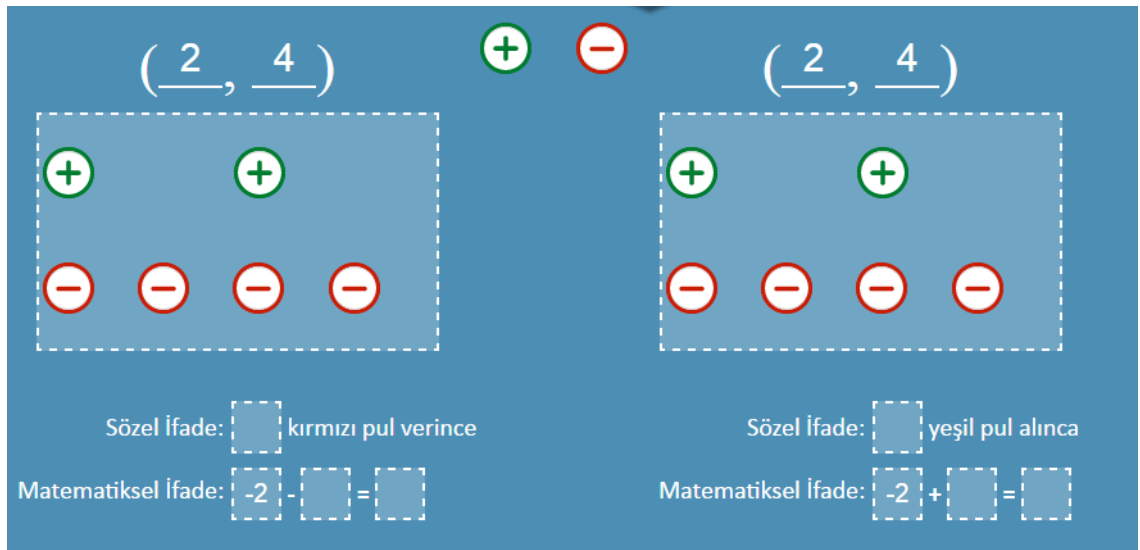 (2, 4)
+ −
(2, 4)
+ +
− − − −
+ +
− − − −
Sözel İfade: kırmızı pul verince
Matematiksel İfade: -2 - =
Sözel İfade: yeşil pul alınca
Matematiksel İfade: -2 + =